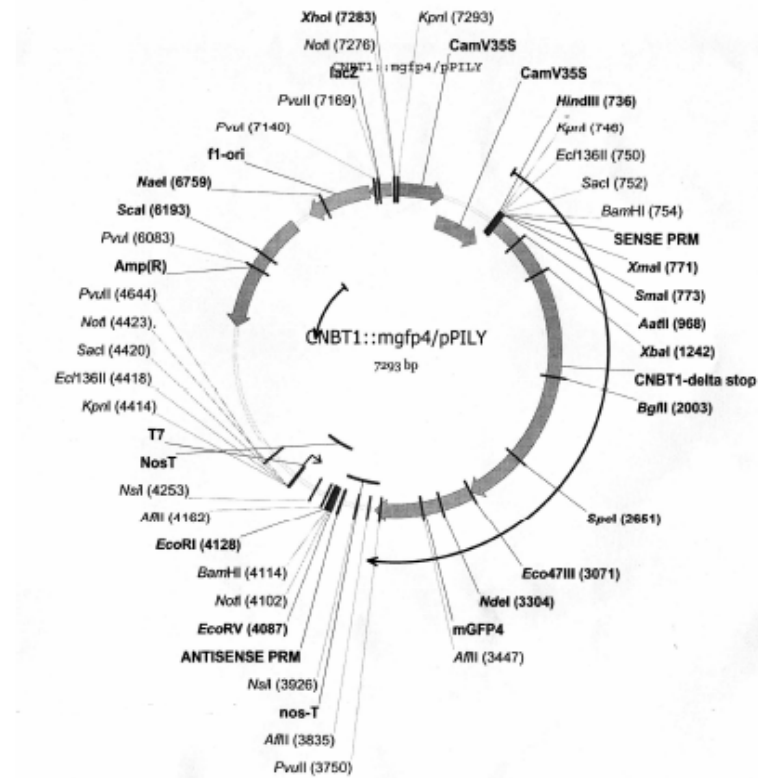 XhoI (7283)
KpnI (7293)
NotI (7276)
CamV35S
CNBT1::mgfp4/pPILY
lacZ
CamV35S
PvuII (7169)
HindIII (736)
PvuI (7140)
KpnI (746)
f1-ori
Ecl136II (750)
NaeI (6759)
SacI (752)
ScaI (6193)
BamHI (754)
PvuI (6083)
SENSE PRM
Amp(R)
XmaI (771)
PvuII (4644)
SmaI (773)
NotI (4423)
AatII (968)
SacI (4420)
XbaI (1242)
Ecl136II (4418)
CNBT1::mgfp4/pPILY
7293 bp
CNBT1-delta stop
KpnI (4414)
BglII (2003)
T7
NosT
NsiI (4253)
SpeI (2651)
AflII (4162)
EcoRI (4128)
Eco47III (3071)
BamHI (4114)
NdeI (3304)
NotI (4102)
mGFP4
EcoRV (4087)
AflII (3447)
ANTISENSE PRM
NsiI (3926)
nos-T
AflII (3835)
PvuII (3750)